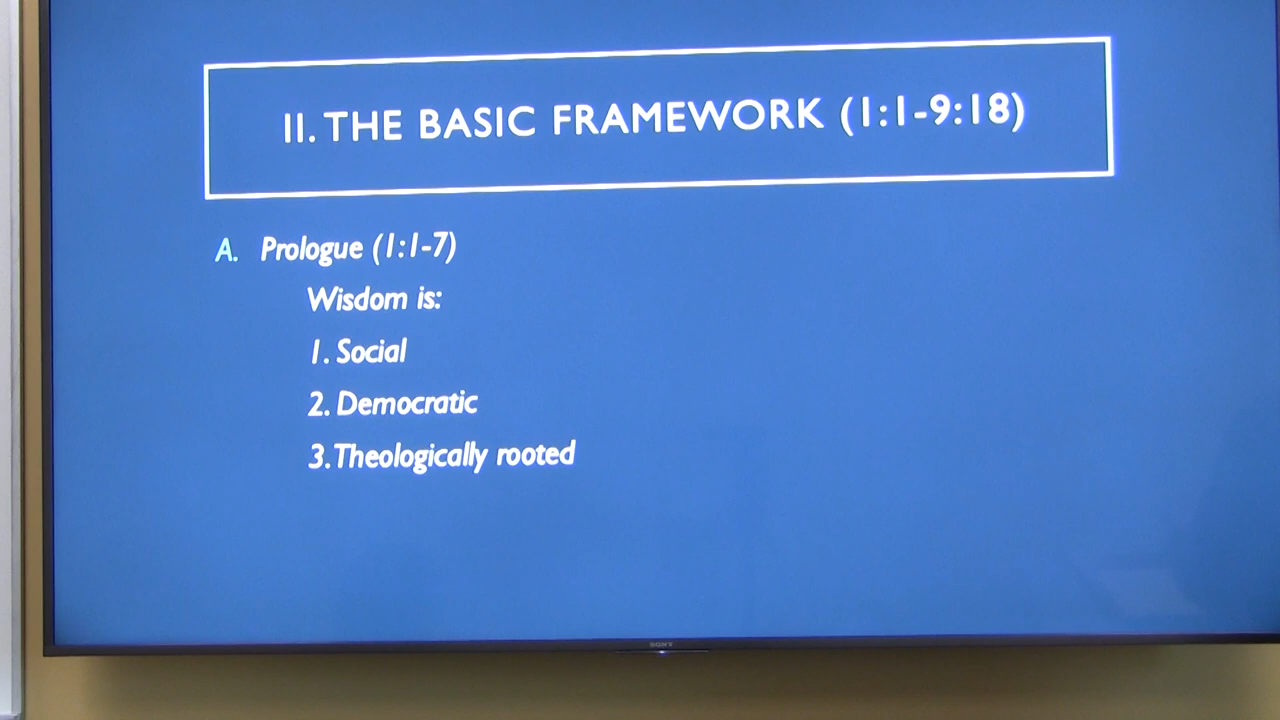 II. THE BASIC FRAMEWORK (1:1-9:18)
A. Prologue (1:1-7)
Wisdom is:
1. Social
2. Democratic
3. Theologically rooted
SONY